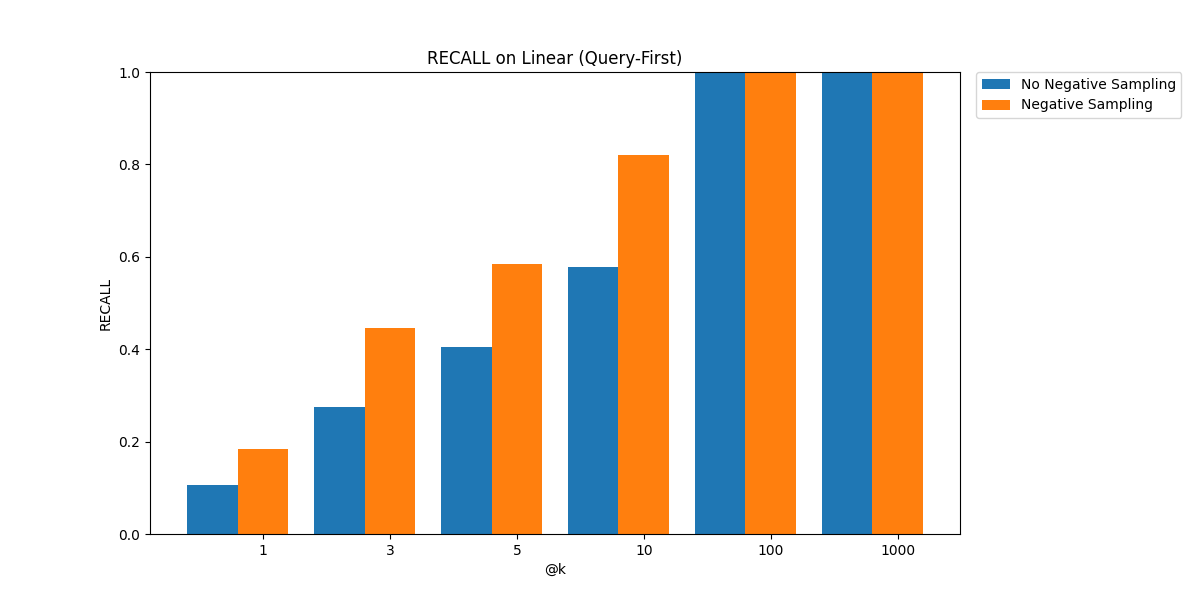 RECALL on Linear (Query-First)
No Negative Sampling
Negative Sampling
1.0
0.8
0.6
0.4
0.2
0.0
RECALL
1 3 5 10 100 1000
@k